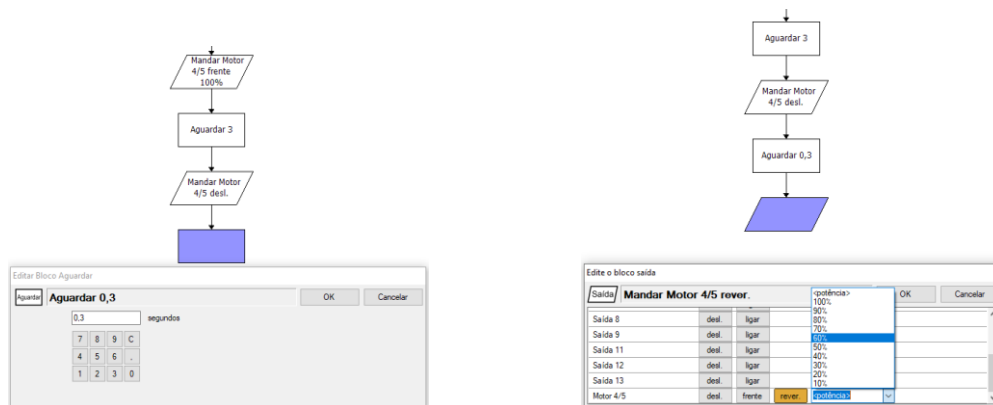 Mandar Motor
4/5 frente
100%
Aguardar 3
Mandar Motor
4/5 desl.
Editar Bloco Aguardar
Aguardar
Aguardar 0,3
OK
Cancelar
0,3
segundos
7 8 9 C
4 5 6 .
1 2 3 0
Aguardar 3
Mandar Motor
4/5 desl.
Aguardar 0,3
Edite o bloco saída
Saída
Mandar Motor 4/5 rever.
OK
Cancelar
<potência>
100%
90%
80%
70%
60%
50%
40%
30%
20%
10%
Saída 8 desl. ligar
Saída 9 desl. ligar
Saída 11 desl. ligar
Saída 12 desl. ligar
Saída 13 desl. ligar
Motor 4/5 desl. frente rever. <potência>